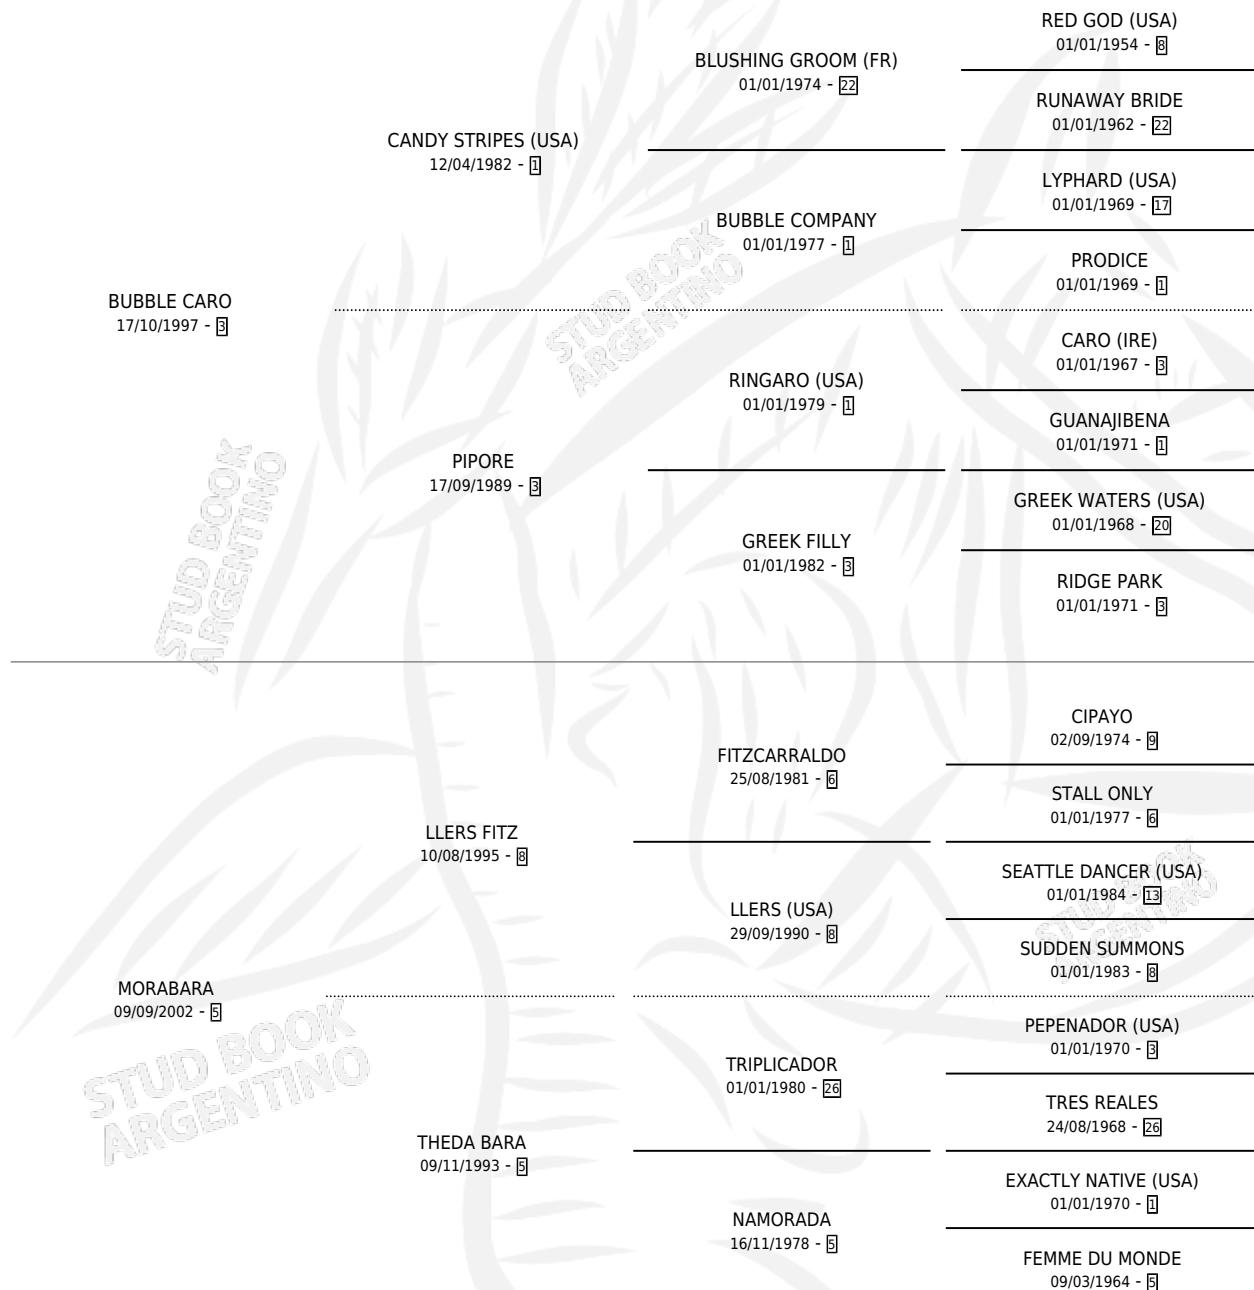 RED GOD (USA)
01/01/1954 - 8
BLUSHING GROOM (FR)
01/01/1974 - 22
RUNAWAY BRIDE
01/01/1962 - 22
CANDY STRIPES (USA)
12/04/1982 - 1
LYPHARD (USA)
01/01/1969 - 17
BUBBLE COMPANY
01/01/1977 - 1
PRODICE
01/01/1969 - 1
BUBBLE CARO
17/10/1997 - 3
CARO (IRE)
01/01/1967 - 3
RINGARO (USA)
01/01/1979 - 1
GUANAJIBENA
01/01/1971 - 1
PIPORE
17/09/1989 - 3
GREEK WATERS (USA)
01/01/1968 - 20
GREEK FILLY
01/01/1982 - 3
RIDGE PARK
01/01/1971 - 3
CIPAYO
02/09/1974 - 9
FITZCARRALDO
25/08/1981 - 6
STALL ONLY
01/01/1977 - 6
LLERS FITZ
10/08/1995 - 8
SEATTLE DANCER (USA)
01/01/1984 - 13
LLERS (USA)
29/09/1990 - 8
SUDDEN SUMMONS
01/01/1983 - 8
MORABARA
09/09/2002 - 5
PEPENADOR (USA)
01/01/1970 - 3
TRIPLICADOR
01/01/1980 - 26
TRES REALES
24/08/1968 - 26
THEDA BARA
09/11/1993 - 5
EXACTLY NATIVE (USA)
01/01/1970 - 1
NAMORADA
16/11/1978 - 5
FEMME DU MONDE
09/03/1964 - 5
STUD BOOK
ARGENTINO
STUD BOOK
ARGENTINO
STUD BOOK
ARGENTINO
STUD BOOK
ARGENTINO